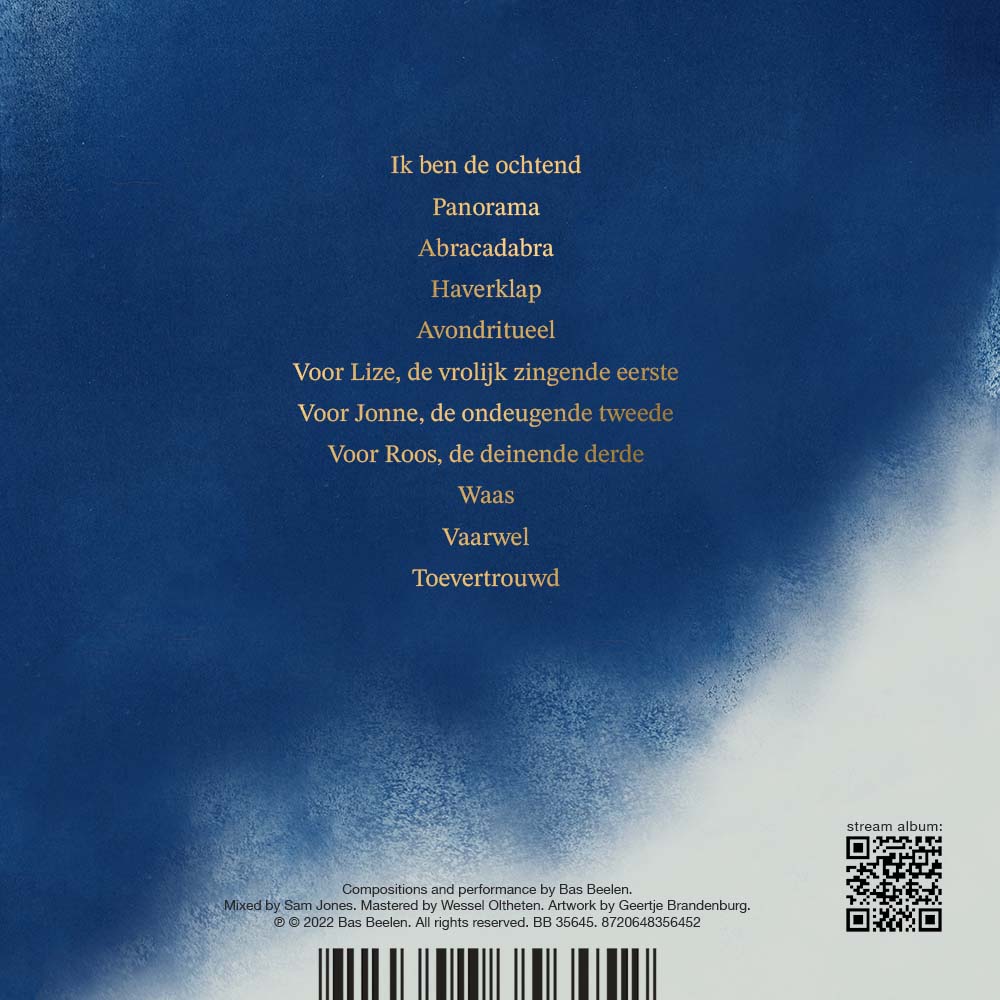 Ik ben de ochtend
Panorama
Abracadabra
Haverklap
Avondritueel
Voor Lize, de vrolijk zingende eerste
Voor Jonne, de ondeugende tweede
Voor Roos, de deinende derde
Waas
Vaarwel
Toevertrouwd
stream album:
Compositions and performance by Bas Beelen.
Mixed by Sam Jones. Mastered by Wessel Oltheten. Artwork by Geertje Brandenburg.
℗ © 2022 Bas Beelen. All rights reserved. BB 35645. 8720648356452